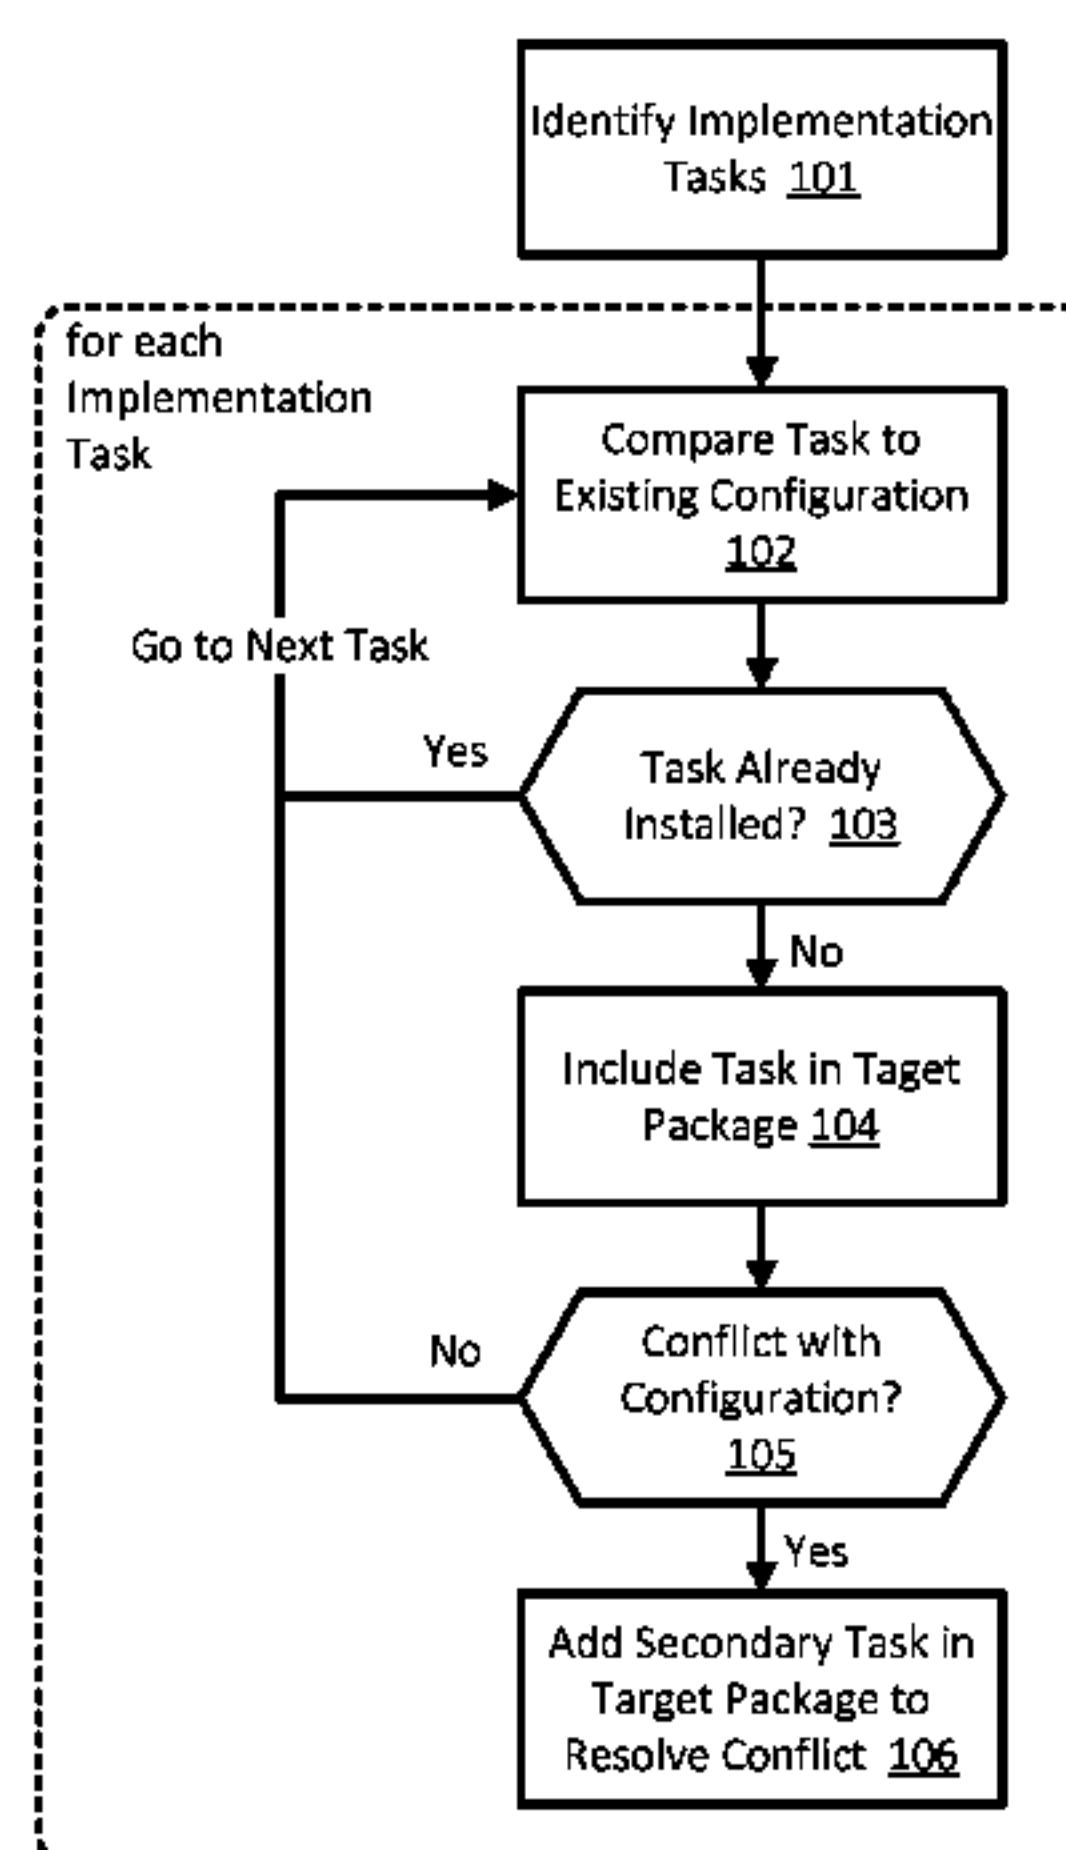 Identify Implementation
Tasks 101
for each
Implementation
Task
Compare Task to
Existing Configuration
102
Go to Next Task
Yes
Task Already
Installed? 103
No
Include Task in Taget
Package 104
No
Conflict with
Configuration?
105
Yes
Add Secondary Task in
Target Package to
Resolve Conflict 106